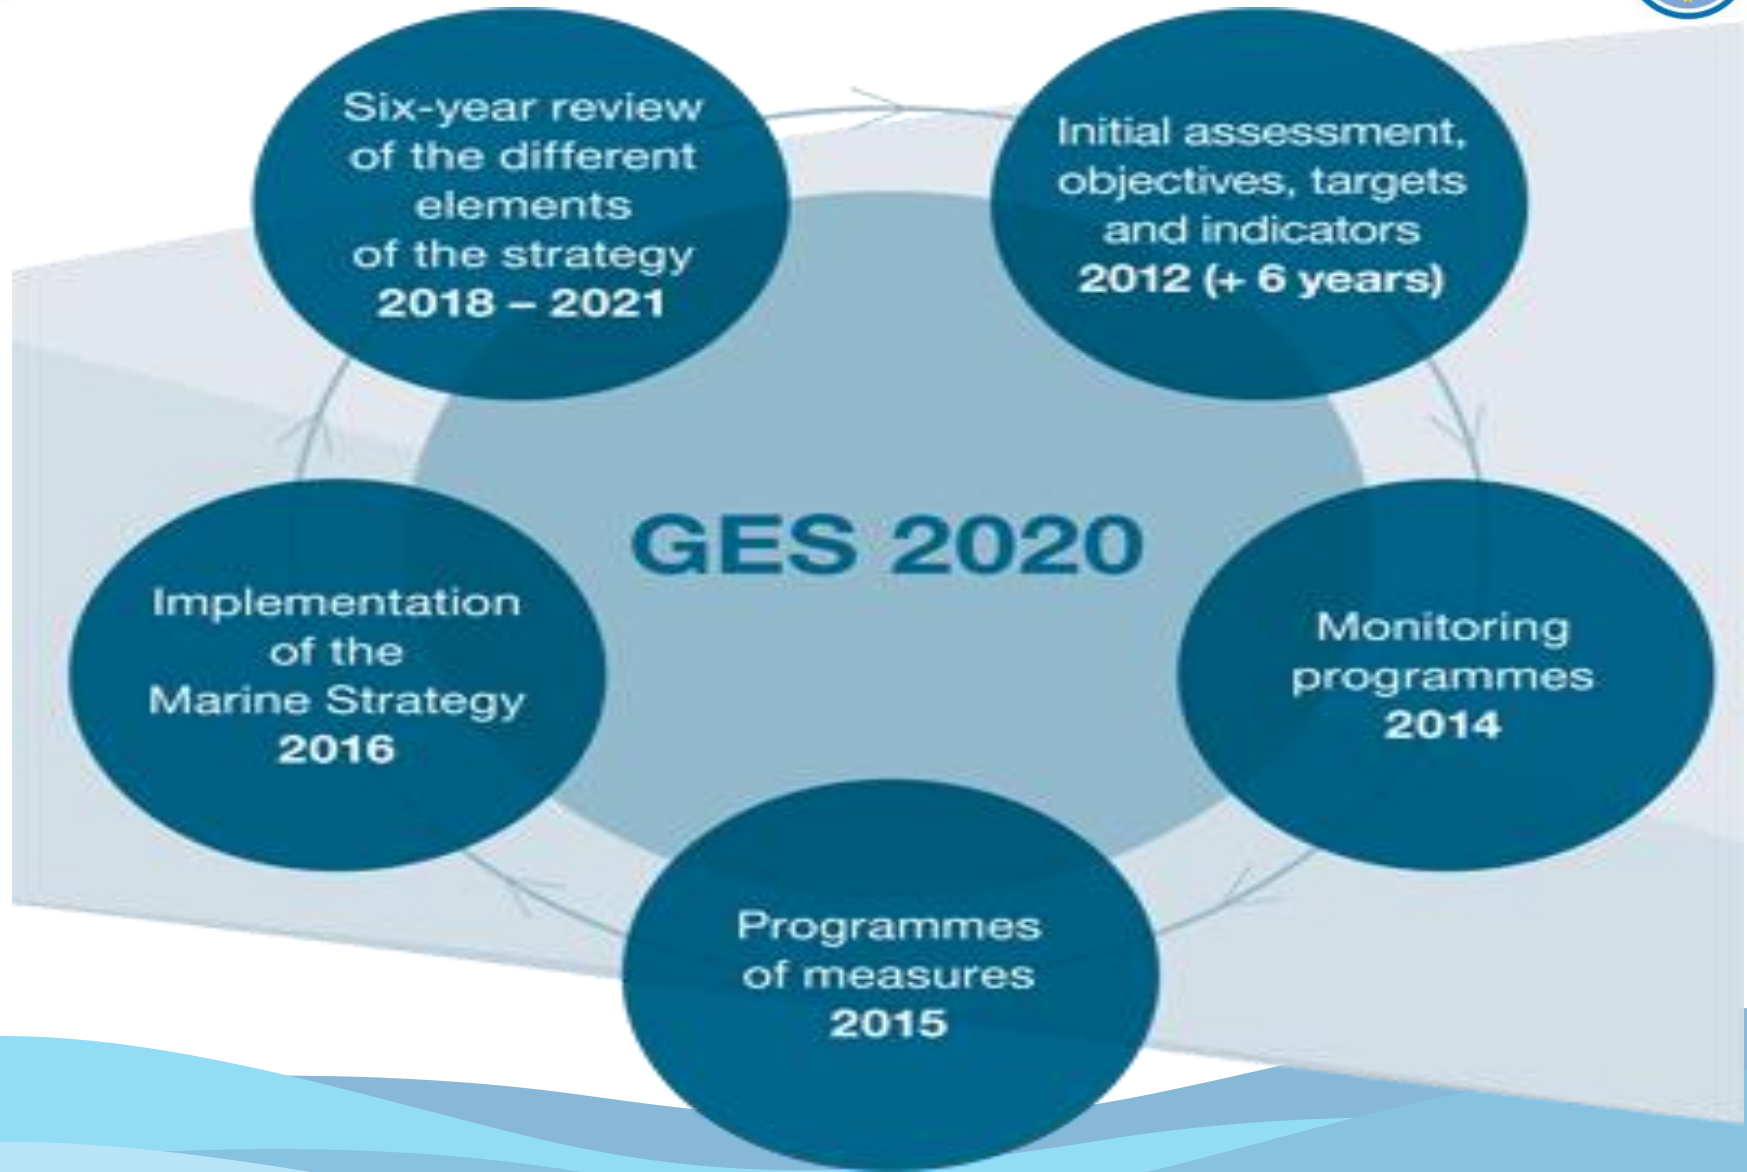 Six-year review
of the different
elements
of the strategy
2018 – 2021
Initial assessment,
objectives, targets
and indicators
2012 (+ 6 years)
GES 2020
Implementation
of the
Marine Strategy
2016
Monitoring
programmes
2014
Programmes
of measures
2015